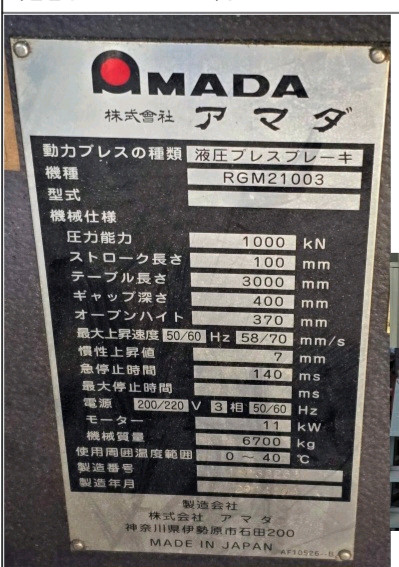 AMADA
株式會社 アマダ
動力プレスの種類 液圧プレスブレーキ
機種 RGM21003
型式
機械仕様
圧力能力 1000 kN
ストローク長さ 100 mm
テーブル長さ 3000 mm
ギャップ深さ 400 mm
オープンハイト 370 mm
最大上昇速度 50/60 Hz 58/70 mm/s
慣性上昇値 7 mm
急停止時間 140 ms
最大停止時間 ms
電源 200/220 V 3 相 50/60 Hz
モーター 11 kW
機械質量 6700 kg
使用周囲温度範囲 0～40 ℃
製造番号
製造年月
製造会社
株式会社 アマダ
神奈川県伊勢原市石田200
MADE IN JAPAN AF10526-B